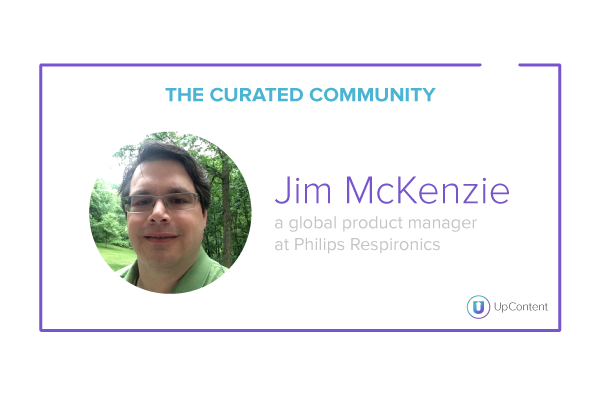 THE CURATED COMMUNITY
Jim McKenzie
a global product manager
at Philips Respironics
UpContent